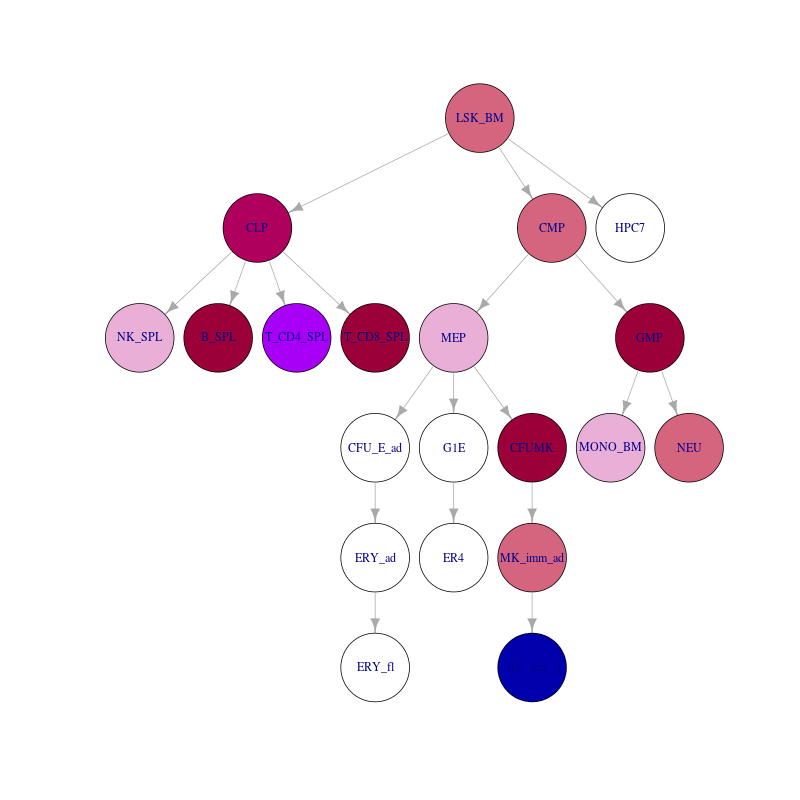 LSK_BM
CLP
CMP
HPC7
NK_SPL
B_SPL
T_CD4_SPL
T_CD8_SPL
MEP
GMP
CFU_E_ad
G1E
CFUMK
MONO_BM
NEU
ERY_ad
ER4
MK_imm_ad
ERY_fl